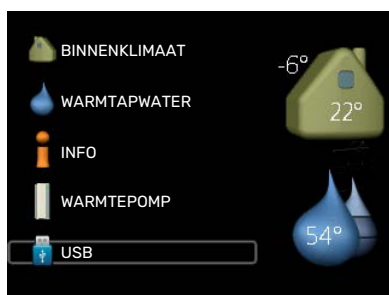 BINNENKLIMAAT
-6°
22°
WARMTAPWATER
INFO
WARMTEPOMP
54°
USB